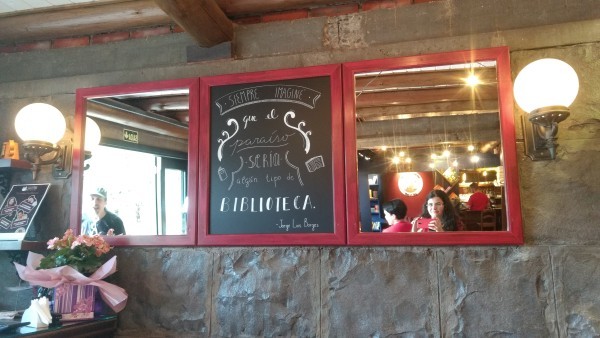 SIEMPRE IMAGINÉ
que el
paraíso
SERÍA
algún tipo de
BIBLIOTECA.
-Jorge Luis Borges